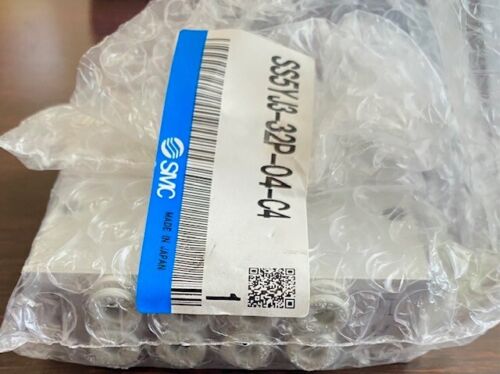 SS5YJ3-32P-04-C4
SMC
MADE IN JAPAN
1